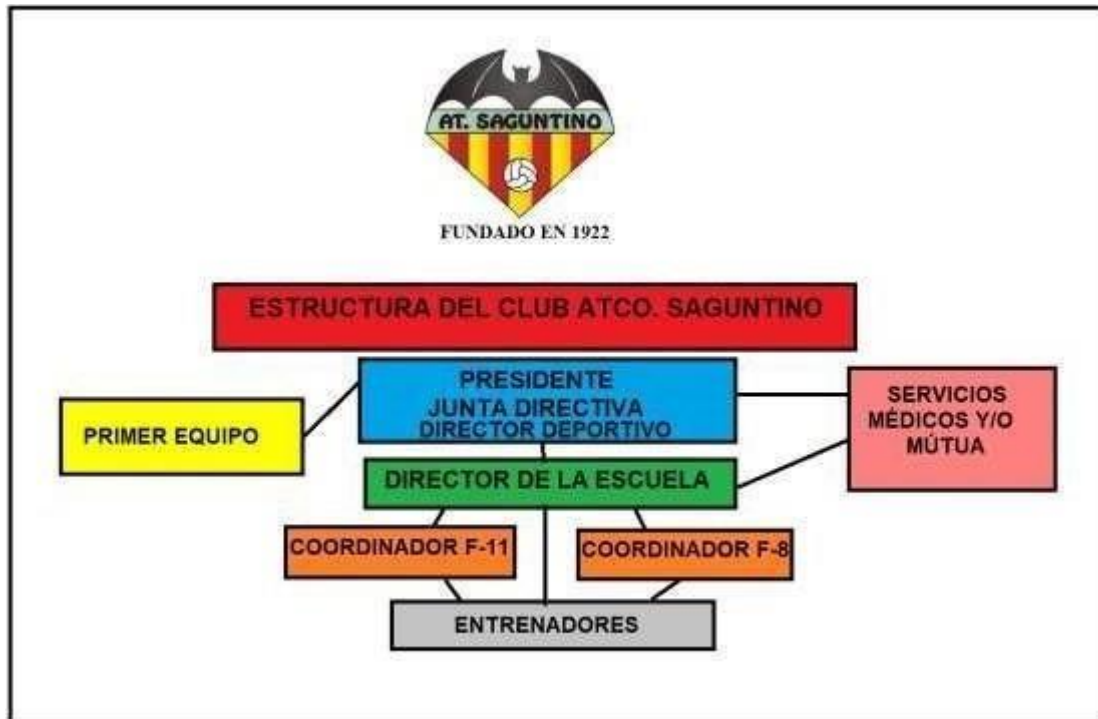 AT. SAGUNTINO
FUNDADO EN 1922
ESTRUCTURA DEL CLUB ATCO. SAGUNTINO
PRESIDENTE
JUNTA DIRECTIVA
DIRECTOR DEPORTIVO
PRIMER EQUIPO
SERVICIOS
MÉDICOS Y/O
MÚTUA
DIRECTOR DE LA ESCUELA
COORDINADOR F-11
COORDINADOR F-8
ENTRENADORES